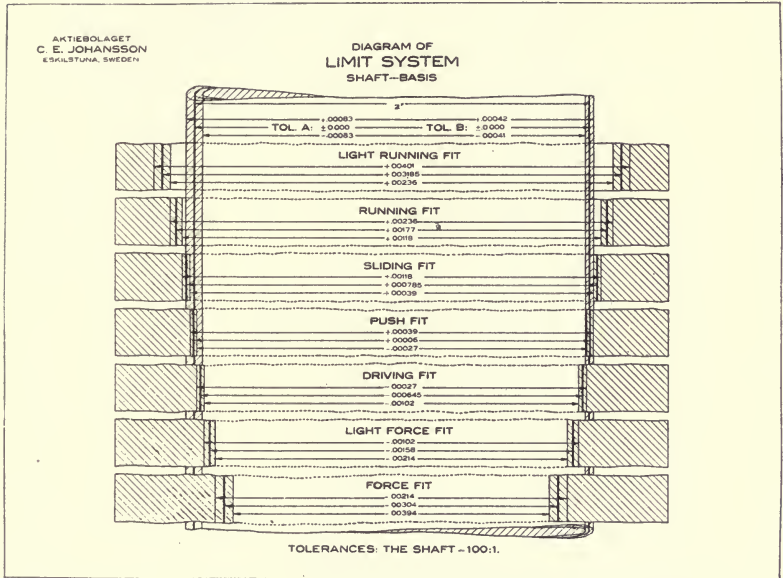 AKTIEBOLAGET
C. E. JOHANSSON
ESKILSTUNA, SWEDEN
DIAGRAM OF
LIMIT SYSTEM
SHAFT—BASIS
2"
+.00083 +.00042
TOL. A: ±0.000 TOL. B: ±0.000
-.00083 -.00041
LIGHT RUNNING FIT
+.00401
+.003185
+.00236
RUNNING FIT
+.00236
+.00177
+.00118
SLIDING FIT
+.00118
+.000785
+.00039
PUSH FIT
+.00039
+.00006
-.00027
DRIVING FIT
.00027
.000645
.00102
LIGHT FORCE FIT
-.00102
-.00158
.00214
FORCE FIT
.00214
.00304
.00394
TOLERANCES: THE SHAFT – 100:1.